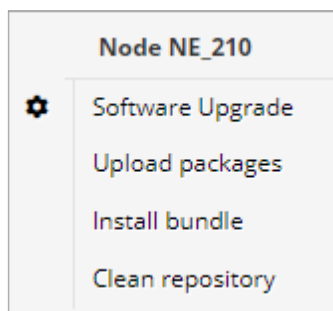 Node NE_210
Software Upgrade
Upload packages
Install bundle
Clean repository